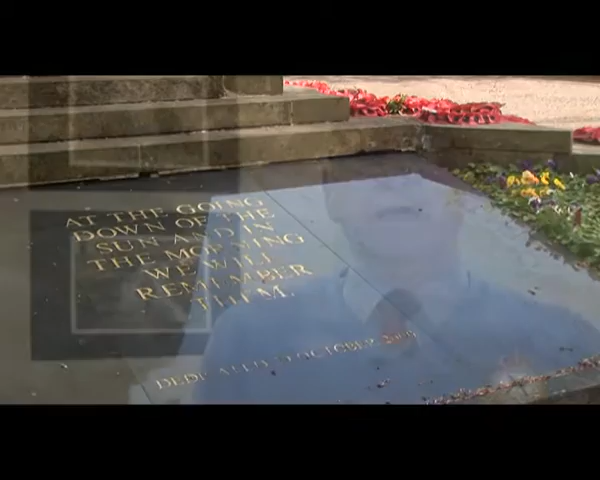 AT THE GOING
DOWN OF THE
SUN AND IN
THE MORNING
WE WILL
REMEMBER
THEM.
DEDICATED OCTOBER